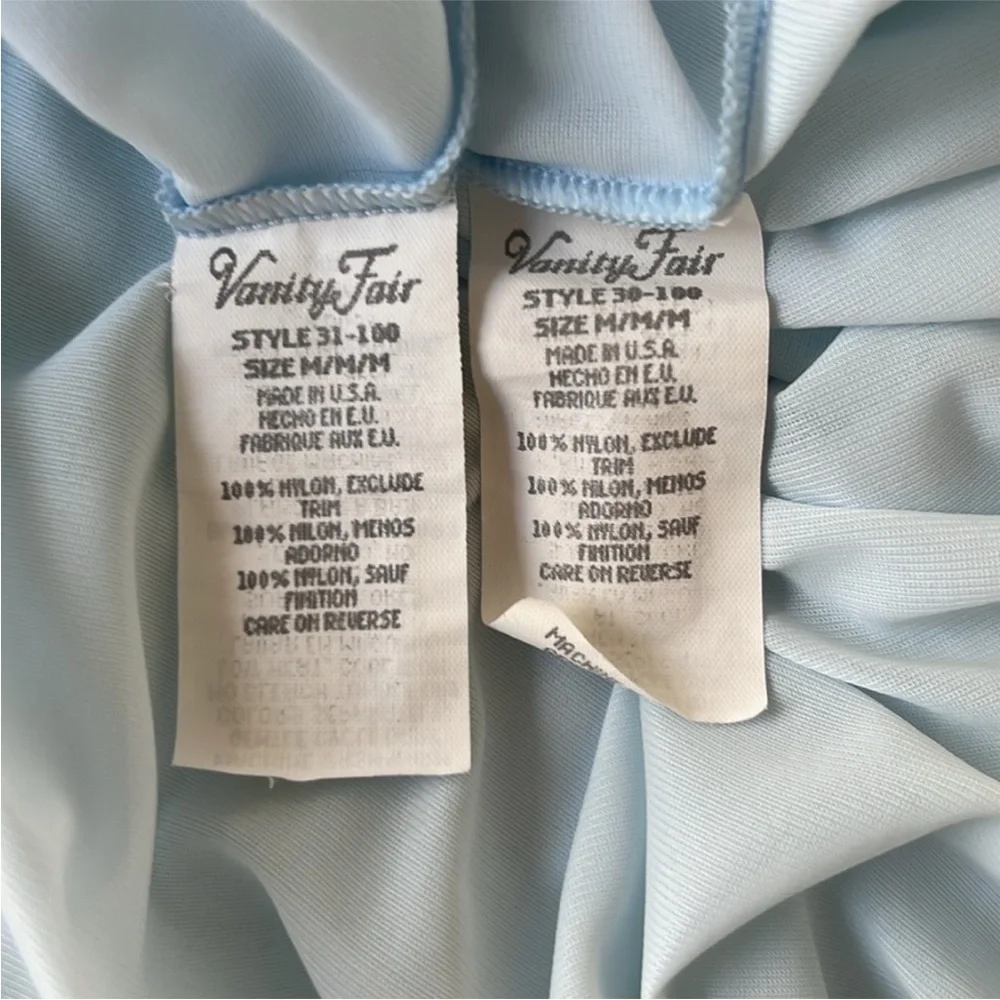 Vanity Fair
STYLE 31-100
SIZE M/M/M
MADE IN U.S.A.
HECHO EN E.U.
FABRIQUE AUX E.U.
100% NYLON, EXCLUDE
TRIM
100% NILON, MENOS
ADORNO
100% NYLON, SAUF
FINITION
CARE ON REVERSE
Vanity Fair
STYLE 30-100
SIZE M/M/M
MADE IN U.S.A.
HECHO EN E.U.
FABRIQUE AUX E.U.
100% NYLON, EXCLUDE
TRIM
100% NILON, MENOS
ADORNO
100% NYLON, SAUF
FINITION
CARE ON REVERSE